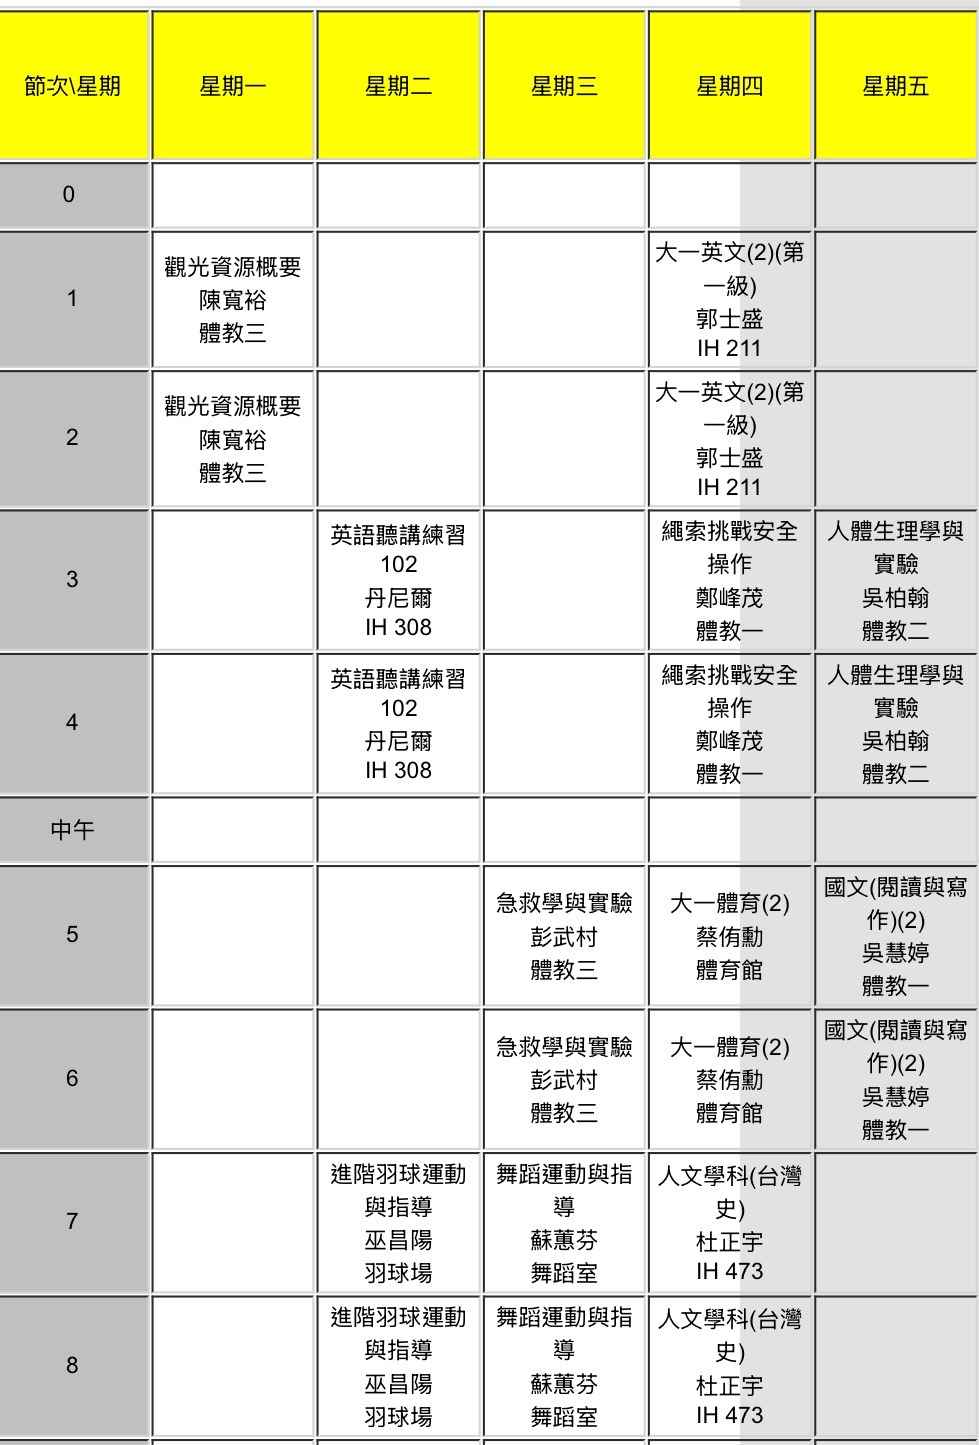 節次\星期 星期一 星期二 星期三 星期四 星期五
0
1
觀光資源概要
陳寬裕
體教三
大一英文(2)(第
一級)
郭士盛
IH 211
2
觀光資源概要
陳寬裕
體教三
大一英文(2)(第
一級)
郭士盛
IH 211
3
英語聽講練習
102
丹尼爾
IH 308
繩索挑戰安全
操作
鄭峰茂
體教一
人體生理學與
實驗
吳柏翰
體教二
4
英語聽講練習
102
丹尼爾
IH 308
繩索挑戰安全
操作
鄭峰茂
體教一
人體生理學與
實驗
吳柏翰
體教二
中午
5
急救學與實驗
彭武村
體教三
大一體育(2)
蔡侑勳
體育館
國文(閱讀與寫
作)(2)
吳慧婷
體教一
6
急救學與實驗
彭武村
體教三
大一體育(2)
蔡侑勳
體育館
國文(閱讀與寫
作)(2)
吳慧婷
體教一
7
進階羽球運動
與指導
巫昌陽
羽球場
舞蹈運動與指
導
蘇蕙芬
舞蹈室
人文學科(台灣
史)
杜正宇
IH 473
8
進階羽球運動
與指導
巫昌陽
羽球場
舞蹈運動與指
導
蘇蕙芬
舞蹈室
人文學科(台灣
史)
杜正宇
IH 473